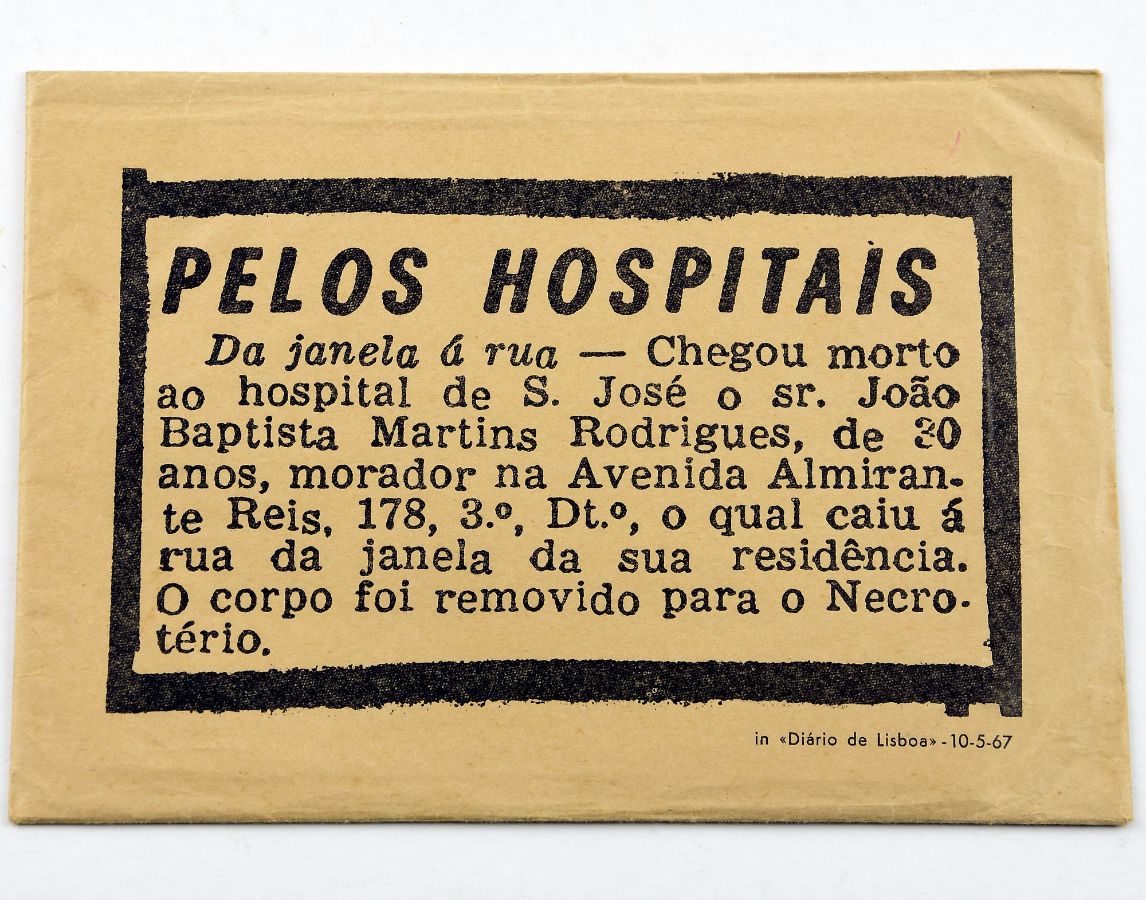 PELOS HOSPITAIS
Da janela á rua — Chegou morto
ao hospital de S. José o sr. João
Baptista Martins Rodrigues, de 30
anos, morador na Avenida Almiran-
te Reis, 178, 3.º, Dt.º, o qual caiu á
rua da janela da sua residência.
O corpo foi removido para o Necro-
tério.
in «Diário de Lisboa» - 10-5-67